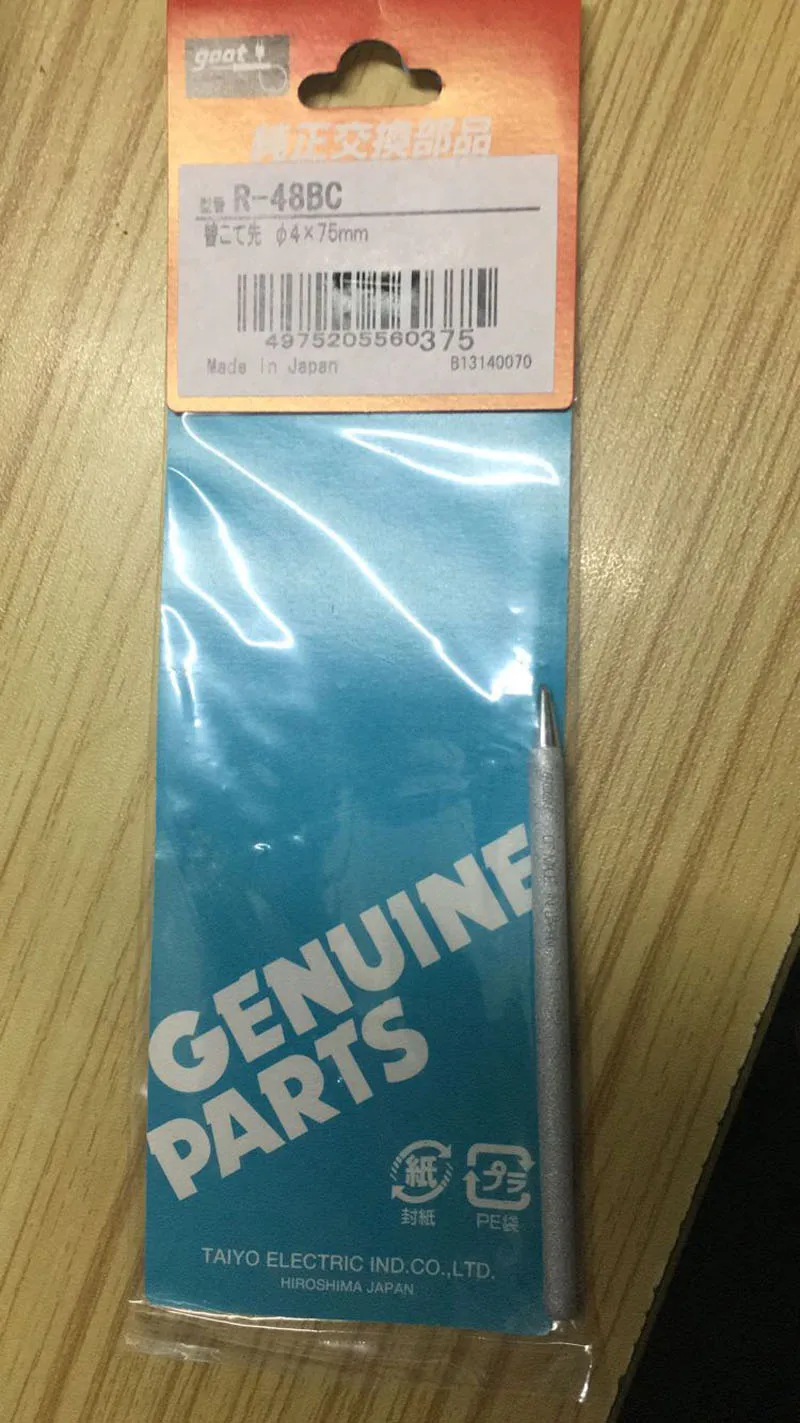 goot
純正交換部品
型番 R-48BC
替こて先 φ4×75mm
4975205560375
Made in Japan
B13140070
GENUINE
PARTS
紙
プラ
封紙
PE袋
TAIYO ELECTRIC IND.CO.,LTD.
HIROSHIMA JAPAN